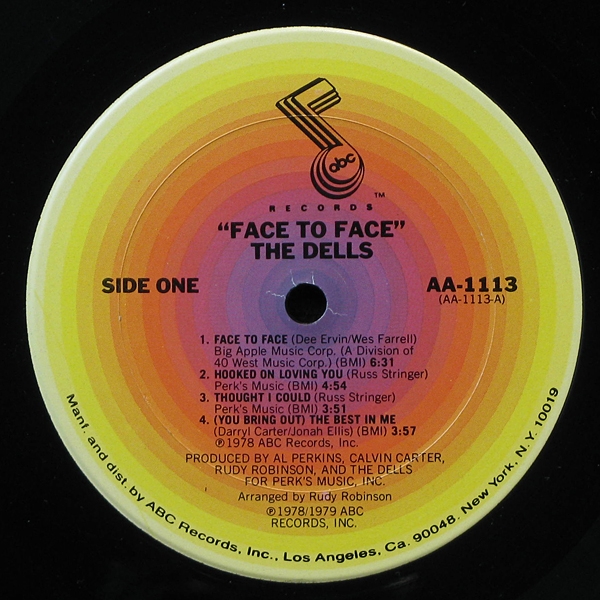 abc
TM
RECORDS
“FACE TO FACE”
THE DELLS
SIDE ONE
AA-1113
(AA-1113-A)
1. FACE TO FACE (Dee Ervin/Wes Farrell)
Big Apple Music Corp. (A Division of
40 West Music Corp.) (BMI) 6:31
2. HOOKED ON LOVING YOU (Russ Stringer)
Perk's Music (BMI) 4:54
3. THOUGHT I COULD (Russ Stringer)
Perk's Music (BMI) 3:51
4. (YOU BRING OUT) THE BEST IN ME
(Darryl Carter/Jonah Ellis) (BMI) 3:57
℗1978 ABC Records, Inc.
PRODUCED BY AL PERKINS, CALVIN CARTER,
RUDY ROBINSON, AND THE DELLS
FOR PERK'S MUSIC, INC.
Arranged by Rudy Robinson
℗1978/1979 ABC
RECORDS, INC.
Manf. and dist. by ABC Records, Inc., Los Angeles, Ca. 90048. New York. N.Y. 10019